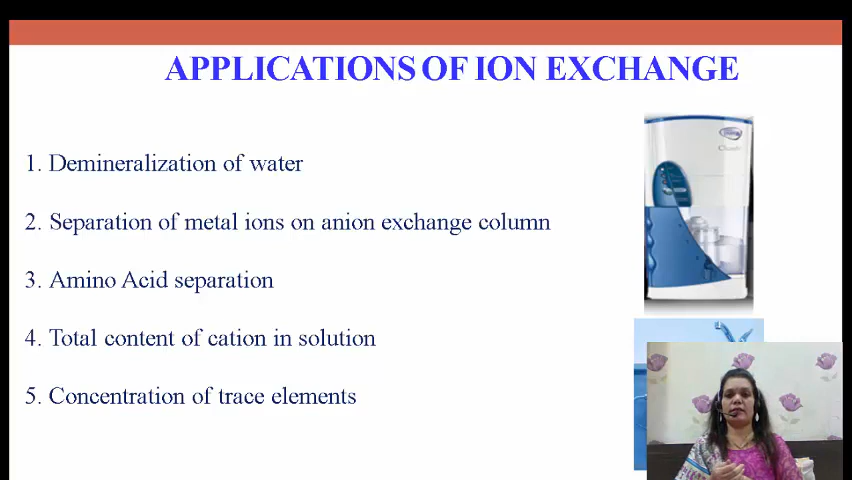 APPLICATIONS OF ION EXCHANGE
1. Demineralization of water
2. Separation of metal ions on anion exchange column
3. Amino Acid separation
4. Total content of cation in solution
5. Concentration of trace elements